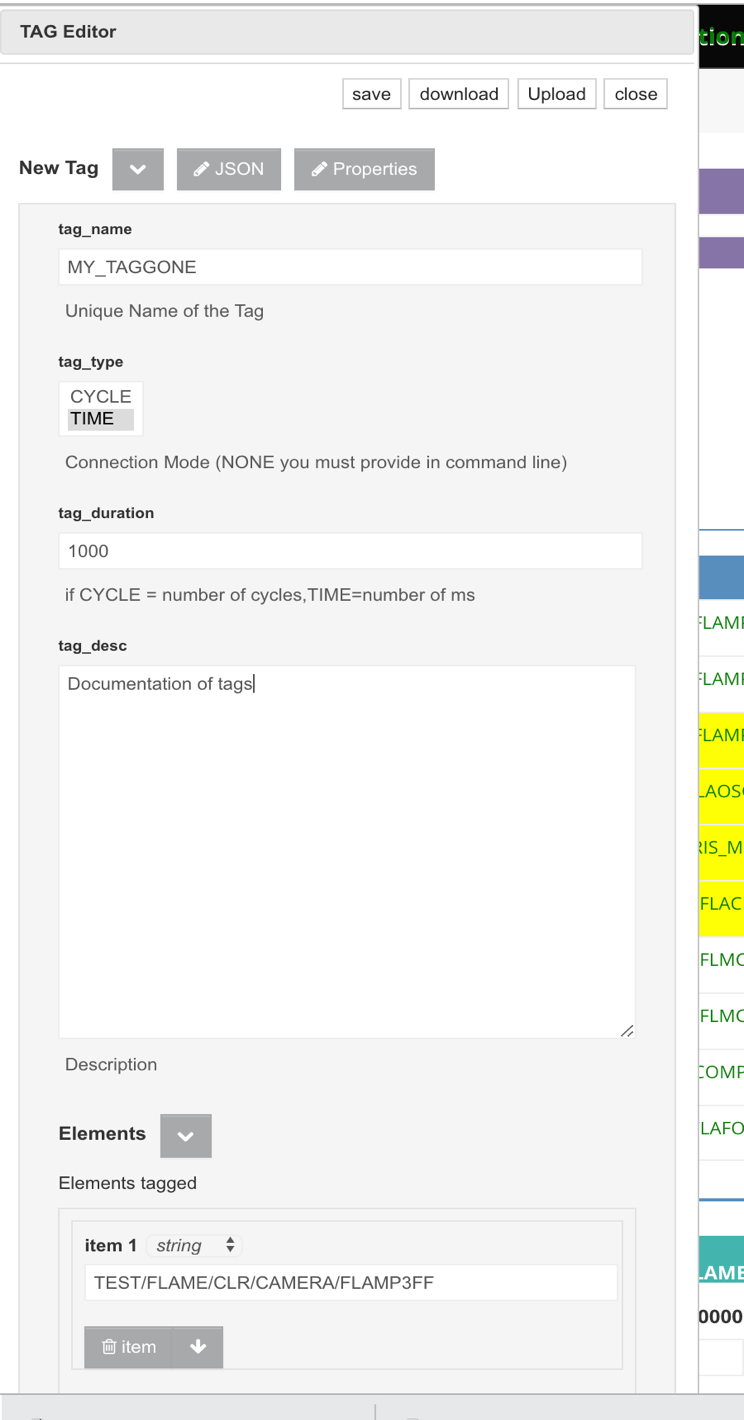 TAG Editor
save download Upload close
New Tag JSON Properties
tag_name
MY_TAGGONE
Unique Name of the Tag
tag_type
CYCLE
TIME
Connection Mode (NONE you must provide in command line)
tag_duration
1000
if CYCLE = number of cycles,TIME=number of ms
tag_desc
Documentation of tags
Description
Elements
Elements tagged
item 1 string
TEST/FLAME/CLR/CAMERA/FLAMP3FF
item
tion
FLAM
FLAM
FLAM
LAOS
RIS_M
FLAC
FLMC
FLMC
COMP
LAFO
LAME
0000